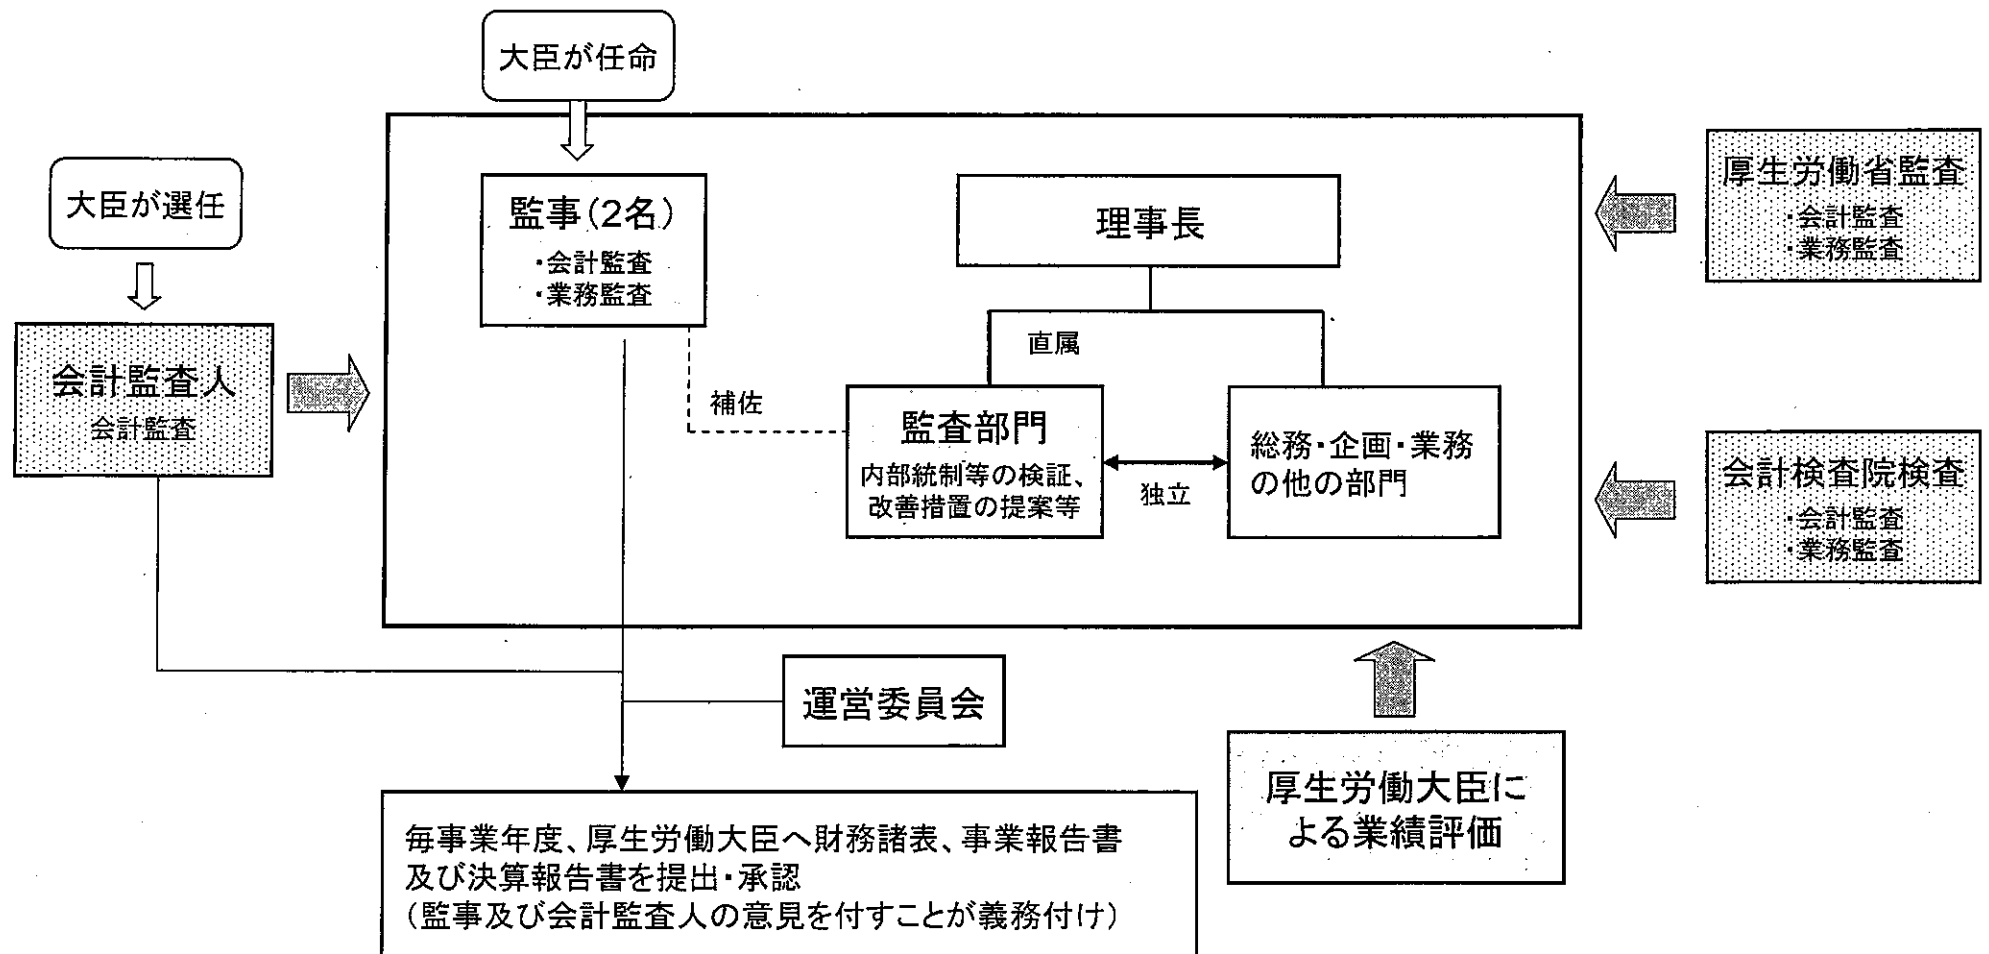 大臣が任命
大臣が選任
監事(2名)
・会計監査
・業務監査
理事長
厚生労働省監査
・会計監査
・業務監査
会計監査人
会計監査
直属
補佐
監査部門
内部統制等の検証、
改善措置の提案等
独立
総務・企画・業務
の他の部門
会計検査院検査
・会計監査
・業務監査
運営委員会
厚生労働大臣に
よる業績評価
毎事業年度、厚生労働大臣へ財務諸表、事業報告書
及び決算報告書を提出・承認
（監事及び会計監査人の意見を付すことが義務付け）